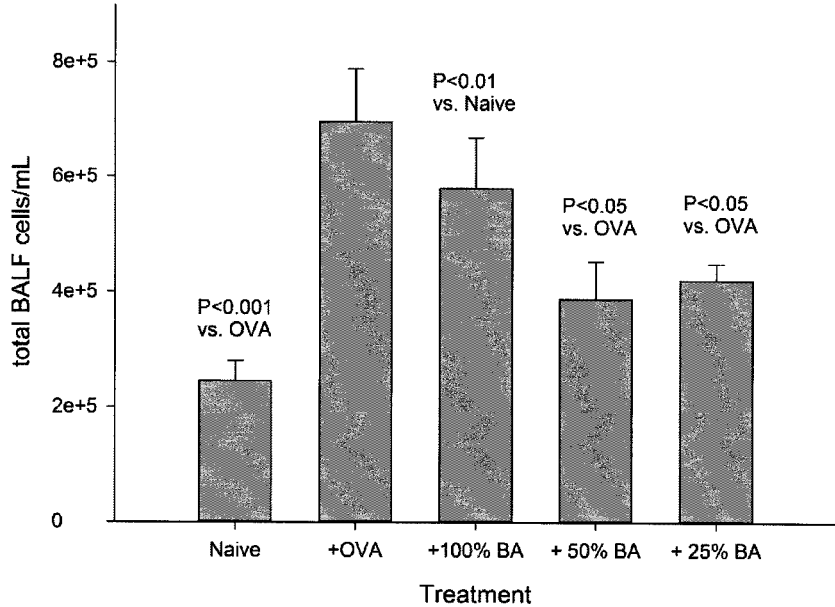 total BALF cells/mL
8e+5
6e+5
4e+5
2e+5
0
P<0.001
vs. OVA
P<0.01
vs. Naive
P<0.05
vs. OVA
P<0.05
vs. OVA
Naive
+OVA
+100% BA
+ 50% BA
+ 25% BA
Treatment